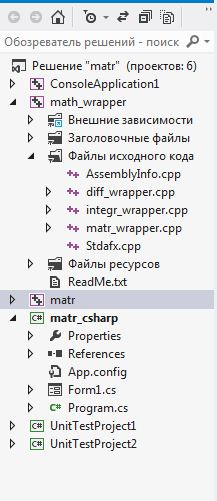 Обозреватель решений - поиск
Решение "matr" (проектов: 6)
ConsoleApplication1
math_wrapper
Внешние зависимости
Заголовочные файлы
Файлы исходного кода
AssemblyInfo.cpp
diff_wrapper.cpp
integr_wrapper.cpp
matr_wrapper.cpp
Stdafx.cpp
Файлы ресурсов
ReadMe.txt
matr
C# matr_csharp
Properties
References
App.config
Form1.cs
C# Program.cs
C# UnitTestProject1
C# UnitTestProject2